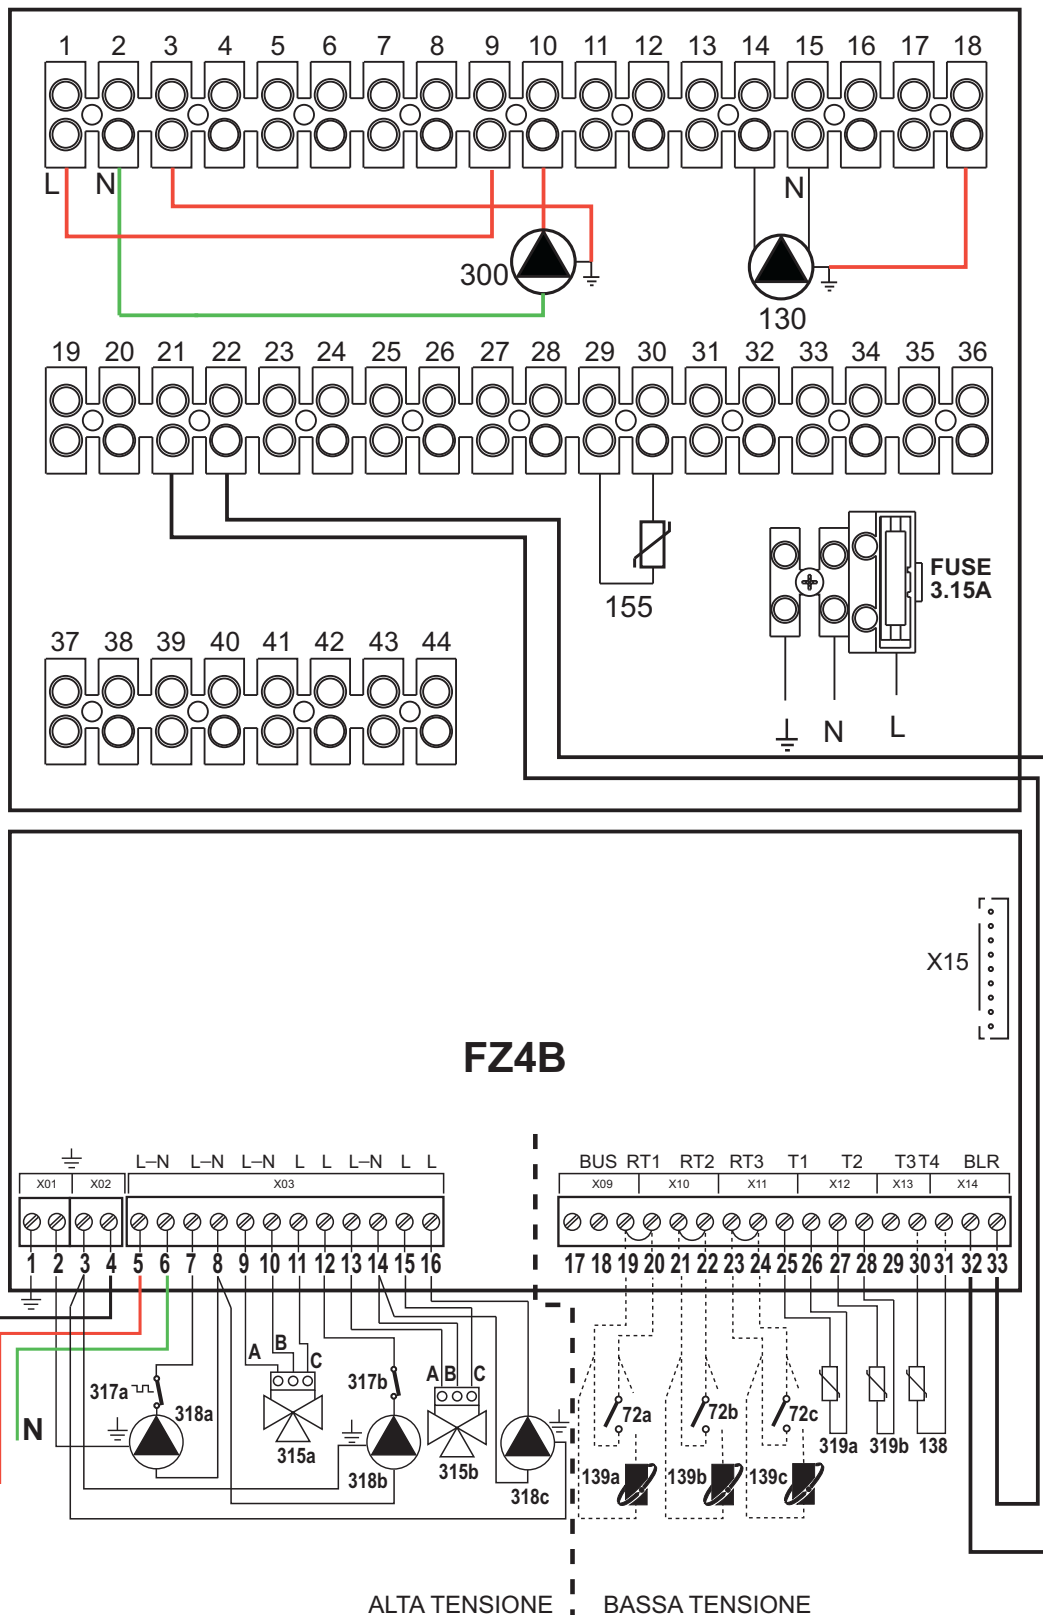 1 2 3 4 5 6 7 8 9 10 11 12 13 14 15 16 17 18
L N N
300
130
19 20 21 22 23 24 25 26 27 28 29 30 31 32 33 34 35 36
155
FUSE
3.15A
N L
37 38 39 40 41 42 43 44
X15
FZ4B
L–N L–N L–N L L L–N L L BUS RT1 RT2 RT3 T1 T2 T3 T4 BLR
X01 X02 X03 X09 X10 X11 X12 X13 X14
1 2 3 4 5 6 7 8 9 10 11 12 13 14 15 16 17 18 19 20 21 22 23 24 25 26 27 28 29 30 31 32 33
A B C
A B C
317a
318a
317b
N
315a
318b
315b
318c
72a 72b 72c
319a 319b 138
139a 139b 139c
ALTA TENSIONE BASSA TENSIONE